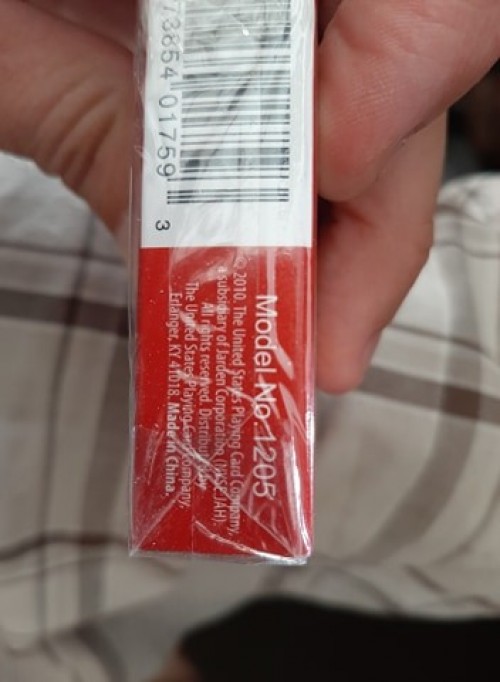 73854 01759 3
Model No.1205
© 2010. The United States Playing Card Company,
a subsidiary of Jarden Corporation (NYSE:JAH).
All rights reserved. Distributed by
The United States Playing Card Company,
Erlanger, KY 41018. Made in China.